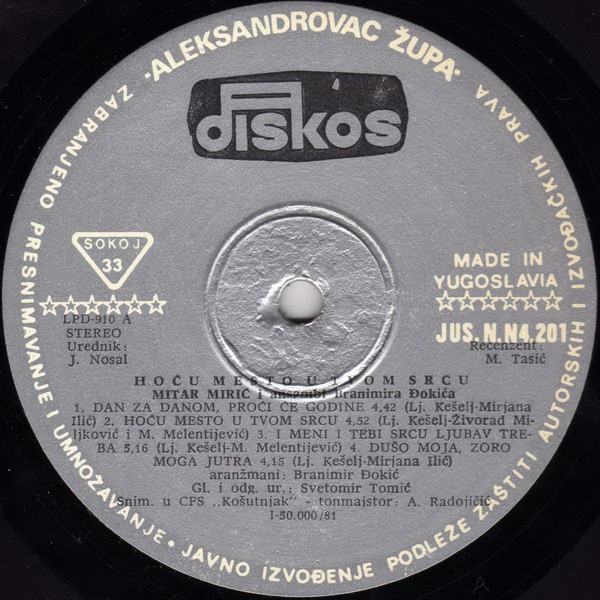 "ALEKSANDROVAC ŽUPA"
diskos
SOKOJ
33
MADE IN
YUGOSLAVIA
☆☆☆☆☆☆
☆☆☆☆☆☆
LPD-910 A
STEREO
Urednik:
J. Nosal
JUS. N.N4.201
Recenzent:
M. Tasić
HOĆU MESTO U TVOM SRCU
MITAR MIRIĆ i ansambl Branimira Đokića
1. DAN ZA DANOM, PROĆI ĆE GODINE 4,42 (Lj. Kešelj-Mirjana
Ilić) 2. HOĆU MESTO U TVOM SRCU 4,52 (Lj. Kešelj-Živorad Mi-
ljković i M. Melentijević) 3. I MENI I TEBI SRCU LJUBAV TRE-
BA 5,16 (Lj. Kešelj-M. Melentijević) 4. DUŠO MOJA, ZORO
MOGA JUTRA 4,15 (Lj. Kešelj-Mirjana Ilić)
aranžmani: Branimir Đokić
Gl. i odg. ur.: Svetomir Tomić
Snim. u CFS „Košutnjak" - tonmajstor: A. Radojičić
I-50.000/81
ZABRANJENO PRESNIMAVANJE I UMNOŽAVANJE • JAVNO IZVOĐENJE PODLEŽE ZAŠTITI AUTORSKIH I IZVOĐAČKIH PRAVA
A